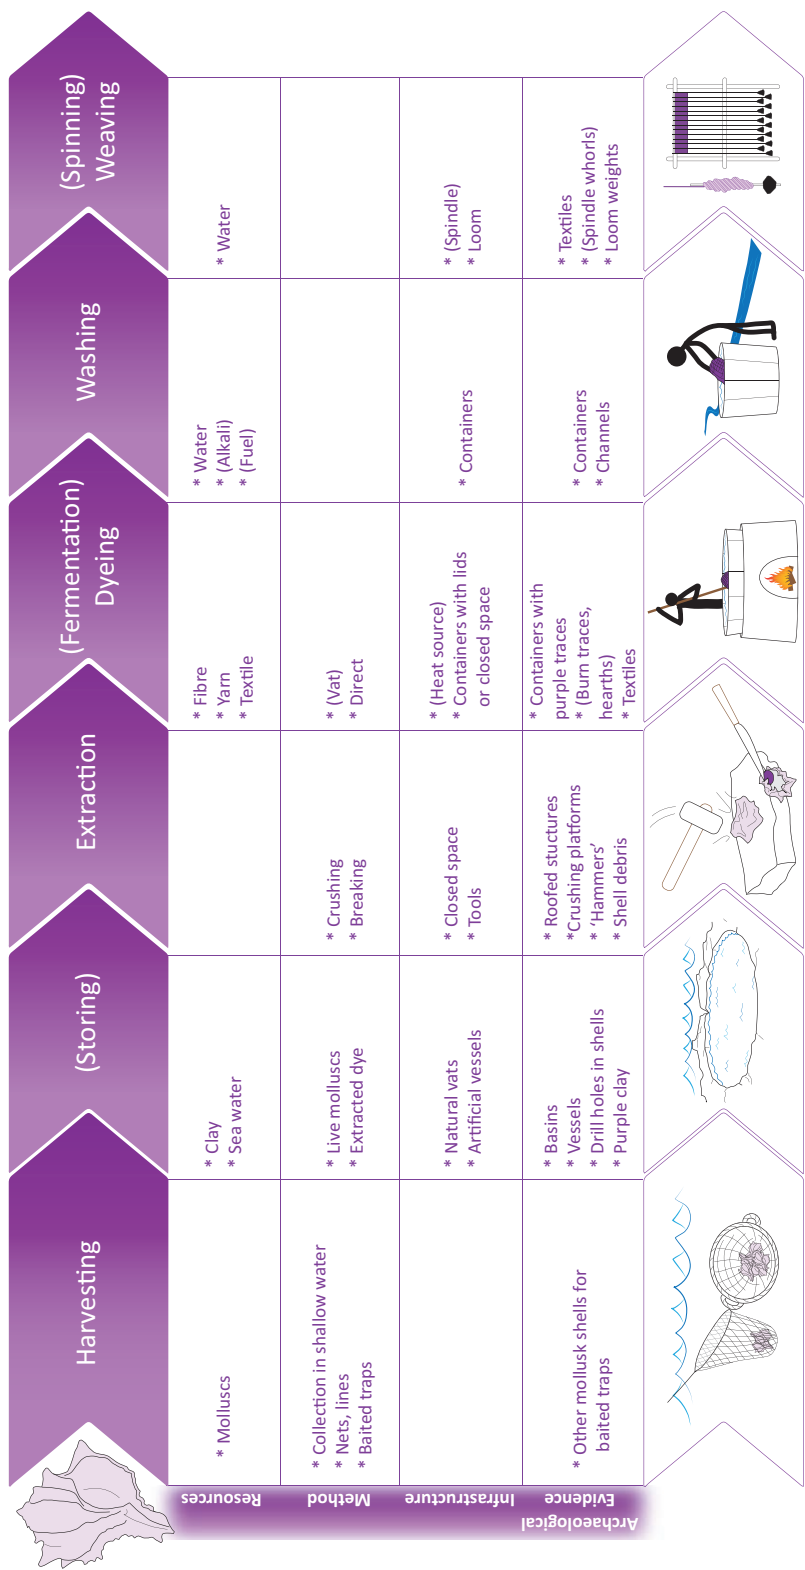 Harvesting
(Storing)
Extraction
(Fermentation)
Dyeing
Washing
(Spinning)
Weaving
Resources
* Molluscs
* Clay
* Sea water
* Fibre
* Yarn
* Textile
* Water
* (Alkali)
* (Fuel)
* Water
Method
* Collection in shallow water
* Nets, lines
* Baited traps
* Live molluscs
* Extracted dye
* Crushing
* Breaking
* (Vat)
* Direct
Infrastructure
* Natural vats
* Artificial vessels
* Closed space
* Tools
* (Heat source)
* Containers with lids
or closed space
* Containers
* (Spindle)
* Loom
Archaeological
Evidence
* Other mollusk shells for
baited traps
* Basins
* Vessels
* Drill holes in shells
* Purple clay
* Roofed stuctures
*Crushing platforms
* ‘Hammers’
* Shell debris
* Containers with
purple traces
* (Burn traces,
hearths)
* Textiles
* Containers
* Channels
* Textiles
* (Spindle whorls)
* Loom weights